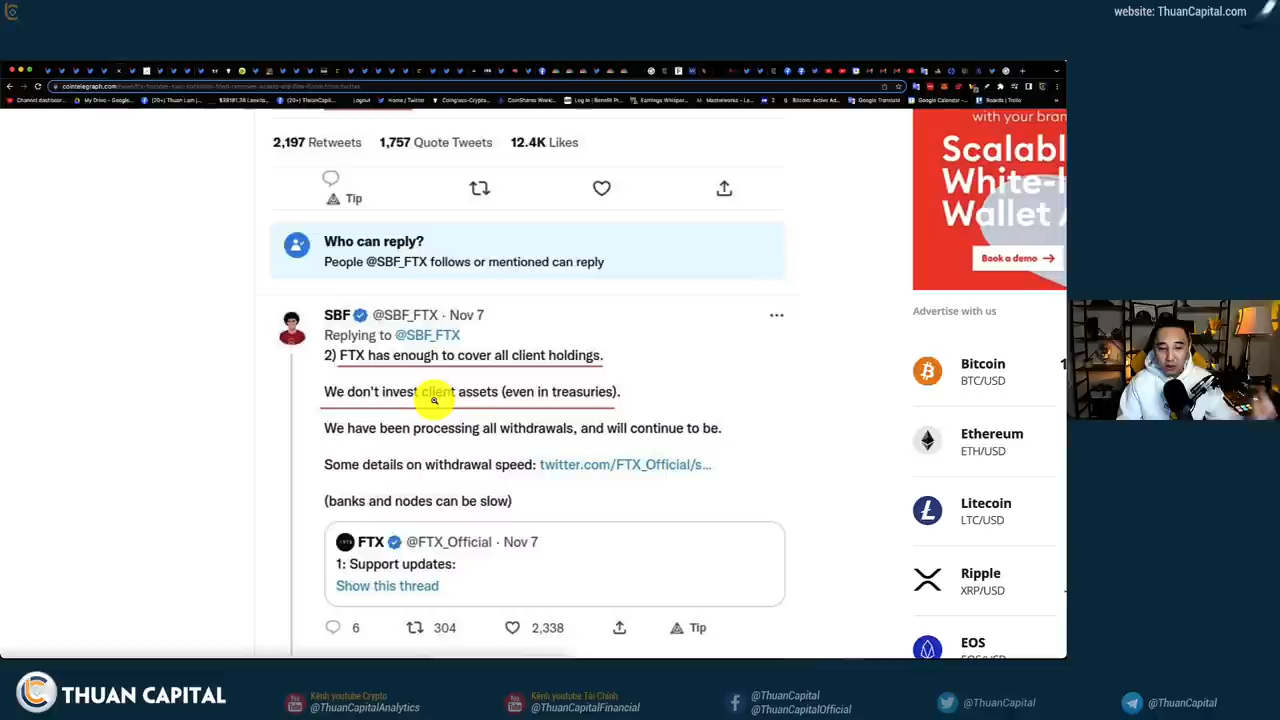 website: ThuanCapital.com
2,197 Retweets 1,757 Quote Tweets 12.4K Likes
Tip
Who can reply?
People @SBF_FTX follows or mentioned can reply
SBF @SBF_FTX · Nov 7
Replying to @SBF_FTX
2) FTX has enough to cover all client holdings.
We don't invest client assets (even in treasuries).
We have been processing all withdrawals, and will continue to be.
Some details on withdrawal speed: twitter.com/FTX_Official/s...
(banks and nodes can be slow)
FTX @FTX_Official · Nov 7
1: Support updates:
Show this thread
6 304 2,338 Tip
with your bran
Scalabl
White-l
Wallet
Book a demo →
Advertise with us
Bitcoin
BTC/USD
Ethereum
ETH/USD
Litecoin
LTC/USD
Ripple
XRP/USD
EOS
THUAN CAPITAL
Kênh youtube Crypto
@ThuanCapitalAnalytics
Kênh youtube Tài Chính
@ThuanCapitalFinancial
@ThuanCapital
@ThuanCapitalOfficial
@ThuanCapital
@ThuanCapital